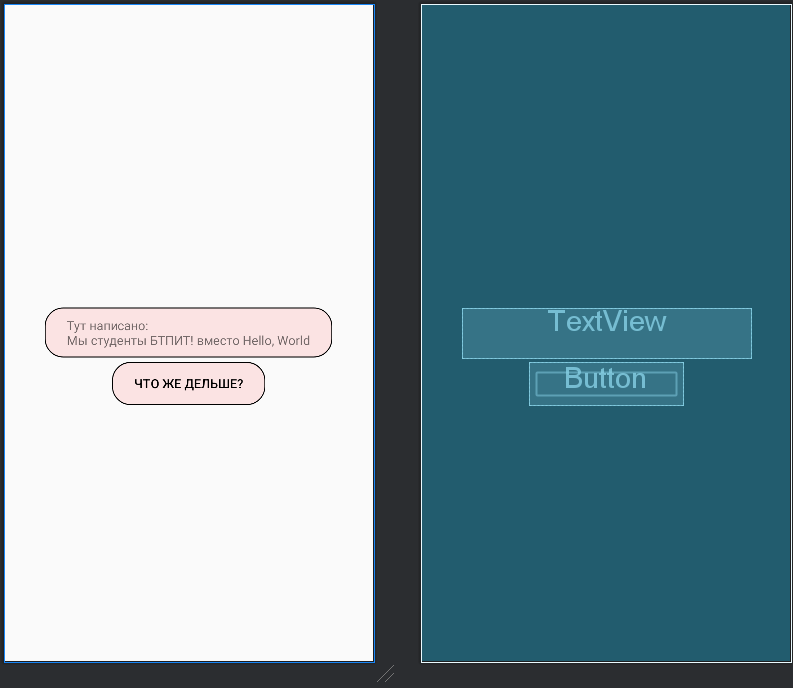 Тут написано:
Мы студенты БТПИТ! вместо Hello, World
ЧТО ЖЕ ДЕЛЬШЕ?
TextView
Button